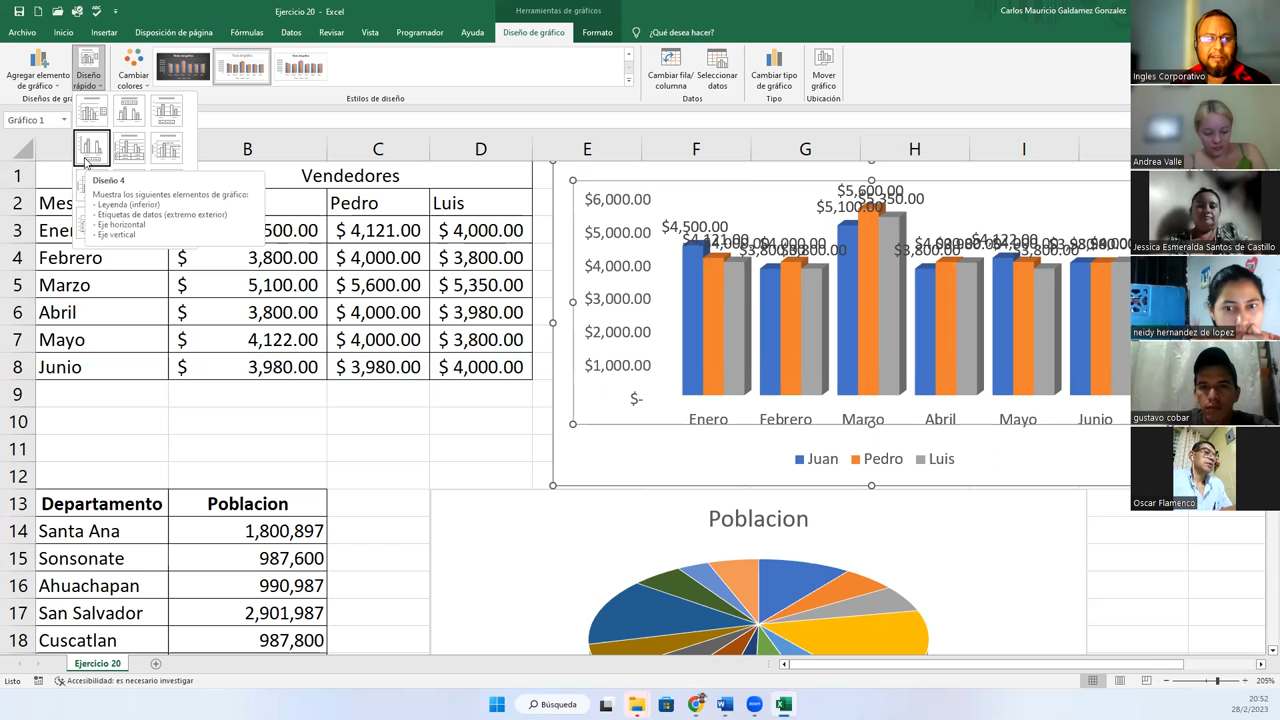 Ejercicio 20 - Excel
Herramientas de gráficos
Carlos Mauricio Galdamez Gonzalez
Archivo Inicio Insertar Disposición de página Fórmulas Datos Revisar Vista Programador Ayuda Diseño de gráfico Formato ¿Qué desea hacer?
Agregar elemento de gráfico
Diseño rápido
Cambiar colores
Cambiar fila/ columna
Seleccionar datos
Cambiar tipo de gráfico
Mover gráfico
Estilos de diseño
Datos
Tipo
Ubicación
Gráfico 1
Diseño 4
Muestra los siguientes elementos de gráfico:
- Leyenda (inferior)
- Etiquetas de datos (extremo exterior)
- Eje horizontal
- Eje vertical
B C D E F G H I
1 Vendedores
2 Pedro Luis
3 $ 4,121.00 $ 4,000.00
4 Febrero $ 3,800.00 $ 4,000.00 $ 3,800.00
5 Marzo $ 5,100.00 $ 5,600.00 $ 5,350.00
6 Abril $ 3,800.00 $ 4,000.00 $ 3,980.00
7 Mayo $ 4,122.00 $ 4,000.00 $ 3,800.00
8 Junio $ 3,980.00 $ 3,980.00 $ 4,000.00
9
10
11
12
13 Departamento Poblacion
14 Santa Ana 1,800,897
15 Sonsonate 987,600
16 Ahuachapan 990,987
17 San Salvador 2,901,987
18 Cuscatlan 987,800
$6,000.00
$5,000.00
$4,000.00
$3,000.00
$2,000.00
$1,000.00
$-
$4,500.00
$5,600.00
Enero Febrero Marzo Abril Mayo Junio
Juan Pedro Luis
Poblacion
Ejercicio 20
Listo
Accesibilidad: es necesario investigar
205%
Búsqueda
20:52
28/2/2023
Ingles Corporativo
Andrea Valle
Jessica Esmeralda Santos de Castillo
neidy hernandez de lopez
gustavo cobar
Oscar Flamenco